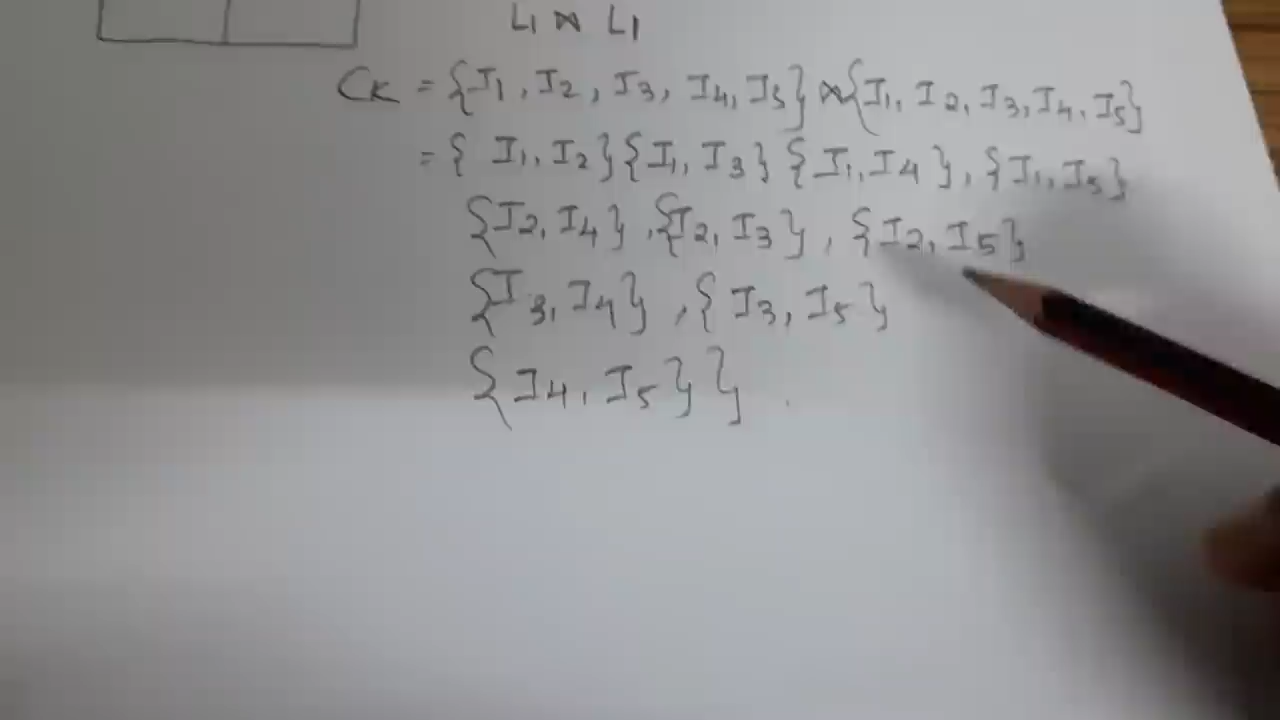 L1 ⋈ L1
CK = {I1, I2, I3, I4, I5} ⋈ {I1, I2, I3, I4, I5}
= { I1, I2} {I1, I3} {I1, I4}, {I1, I5}
{I2, I4}, {I2, I3}, {I2, I5}
{I3, I4}, {I3, I5}
{I4, I5} }